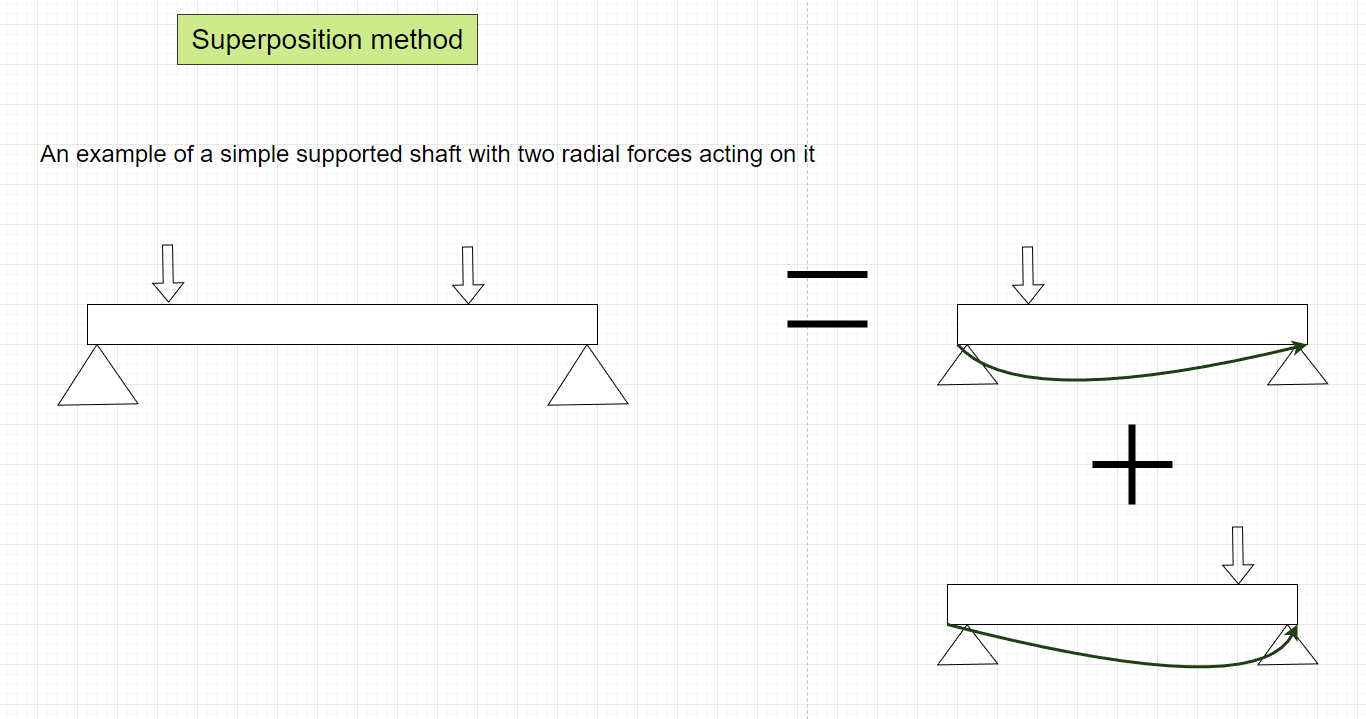 Superposition method
An example of a simple supported shaft with two radial forces acting on it